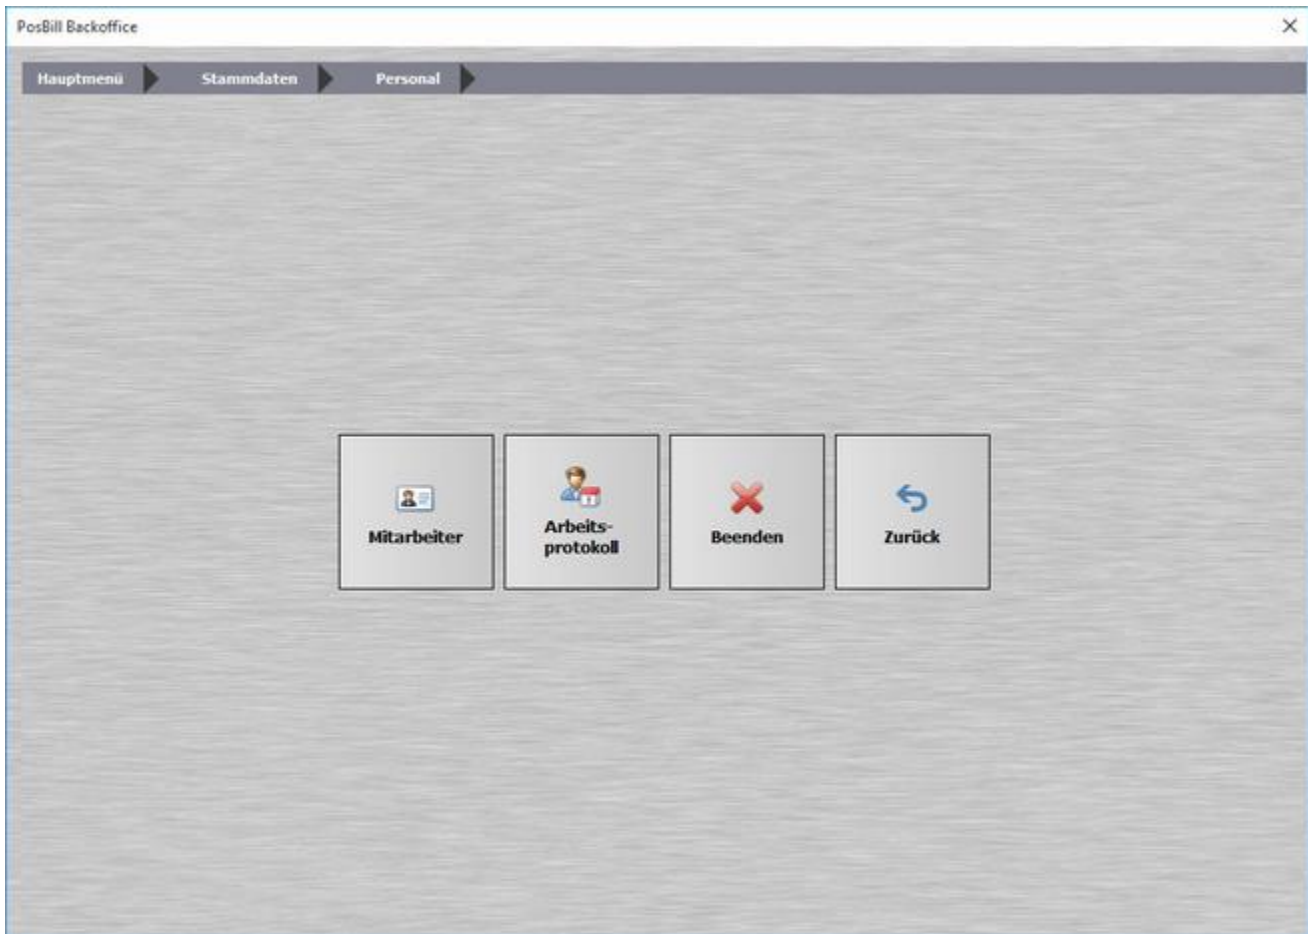 PosBill Backoffice
Hauptmenü Stammdaten Personal
Mitarbeiter
Arbeits-
protokoll
Beenden
Zurück